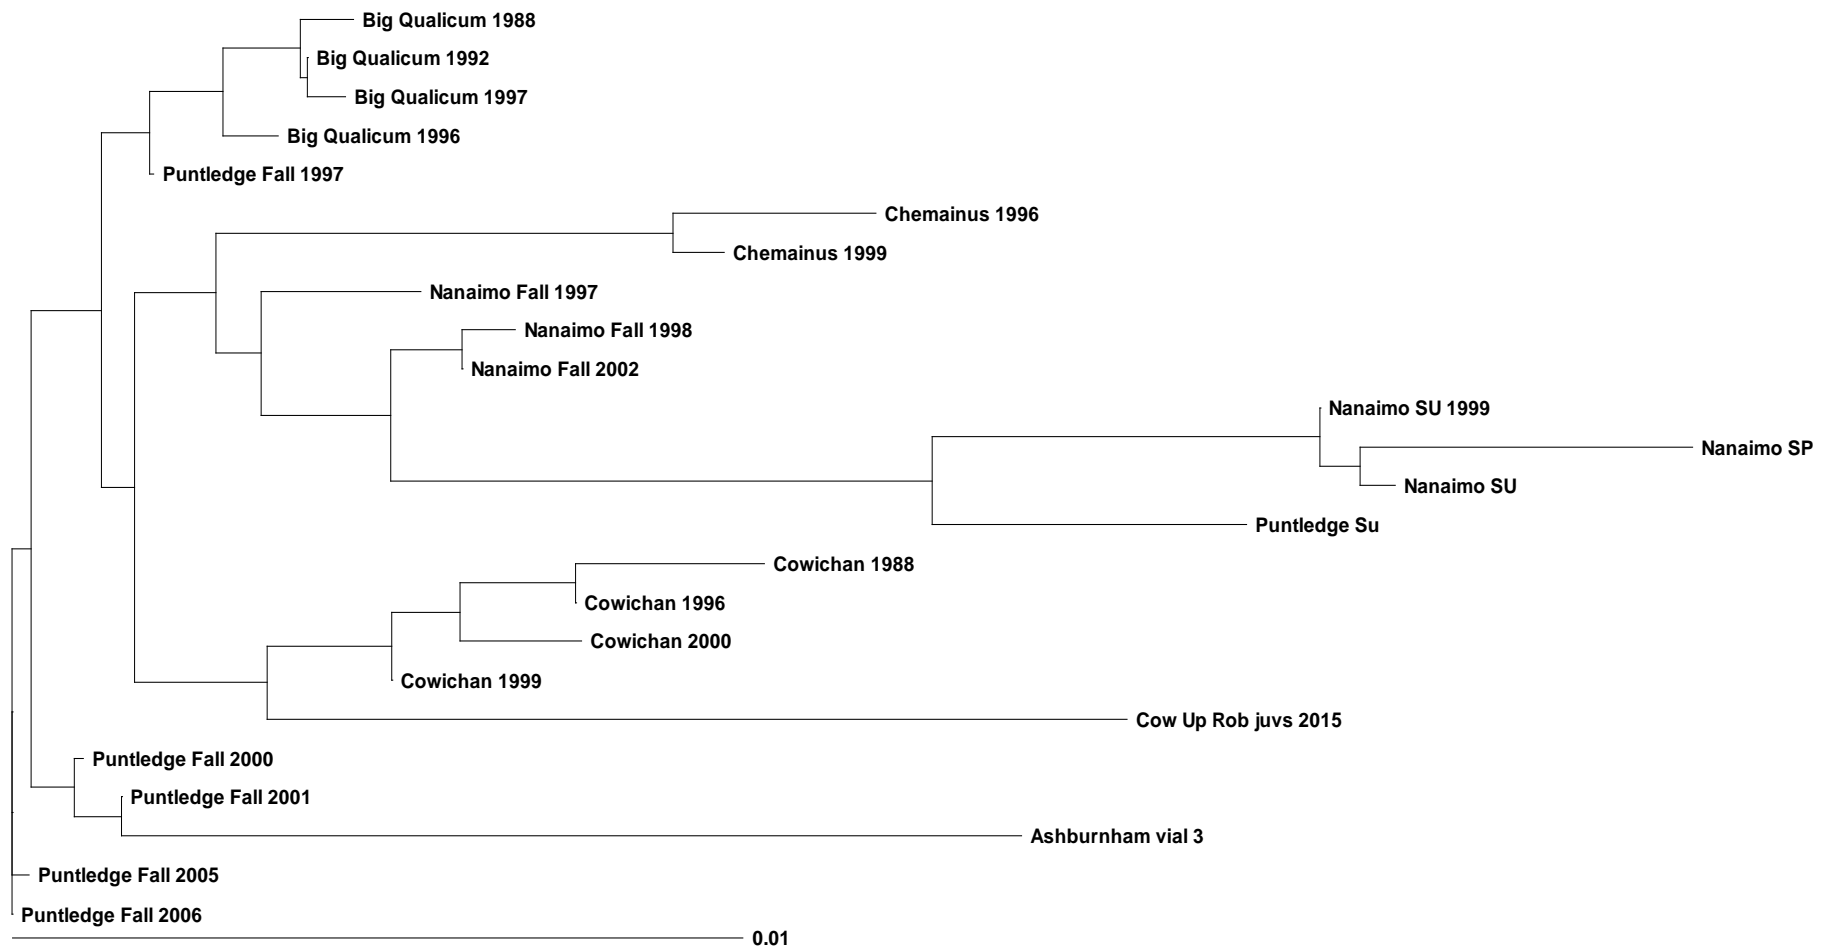 Big Qualicum 1988
Big Qualicum 1992
Big Qualicum 1997
Big Qualicum 1996
Puntledge Fall 1997
Chemainus 1996
Chemainus 1999
Nanaimo Fall 1997
Nanaimo Fall 1998
Nanaimo Fall 2002
Nanaimo SU 1999
Nanaimo SP
Nanaimo SU
Puntledge Su
Cowichan 1988
Cowichan 1996
Cowichan 2000
Cowichan 1999
Cow Up Rob juvs 2015
Puntledge Fall 2000
Puntledge Fall 2001
Ashburnham vial 3
Puntledge Fall 2005
Puntledge Fall 2006
0.01